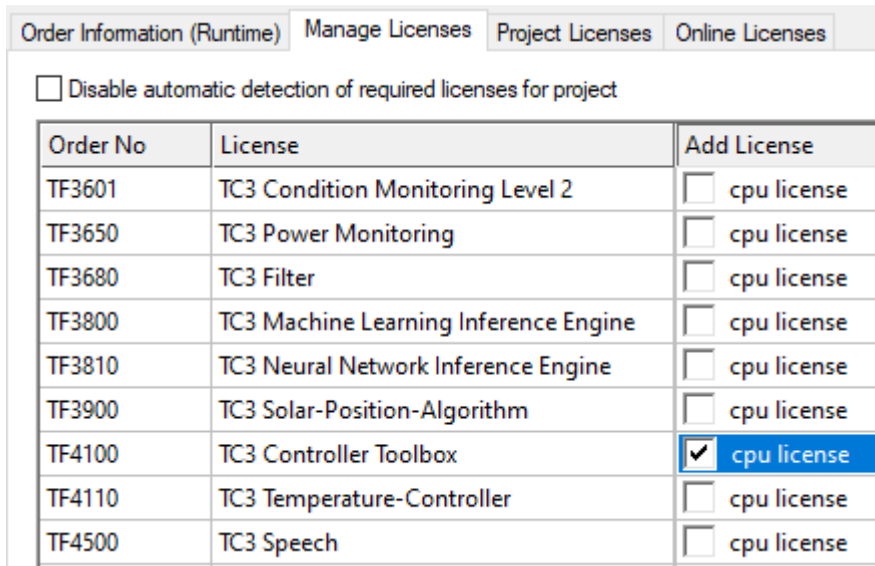 Order Information (Runtime) Manage Licenses Project Licenses Online Licenses
Disable automatic detection of required licenses for project
Order No License Add License
TF3601 TC3 Condition Monitoring Level 2 cpu license
TF3650 TC3 Power Monitoring cpu license
TF3680 TC3 Filter cpu license
TF3800 TC3 Machine Learning Inference Engine cpu license
TF3810 TC3 Neural Network Inference Engine cpu license
TF3900 TC3 Solar-Position-Algorithm cpu license
TF4100 TC3 Controller Toolbox cpu license
TF4110 TC3 Temperature-Controller cpu license
TF4500 TC3 Speech cpu license